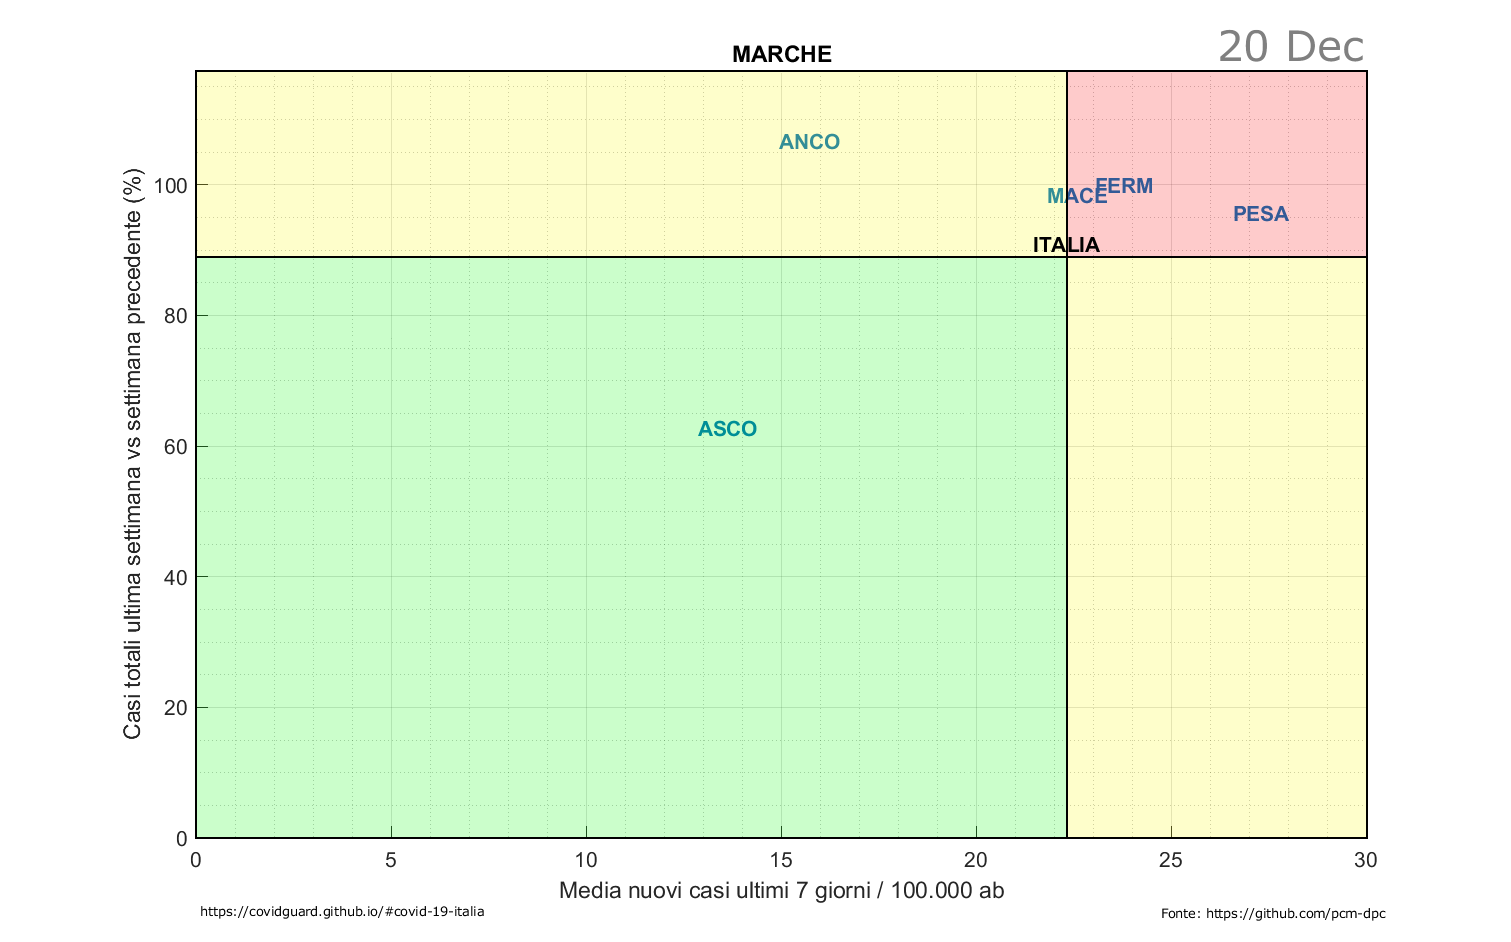 MARCHE
20 Dec
ANCO
100
MACE
FERM
PESA
ITALIA
80
ASCO
60
40
20
0
Casi totali ultima settimana vs settimana precedente (%)
0 5 10 15 20 25 30
Media nuovi casi ultimi 7 giorni / 100.000 ab
https://covidguard.github.io/#covid-19-italia
Fonte: https://github.com/pcm-dpc